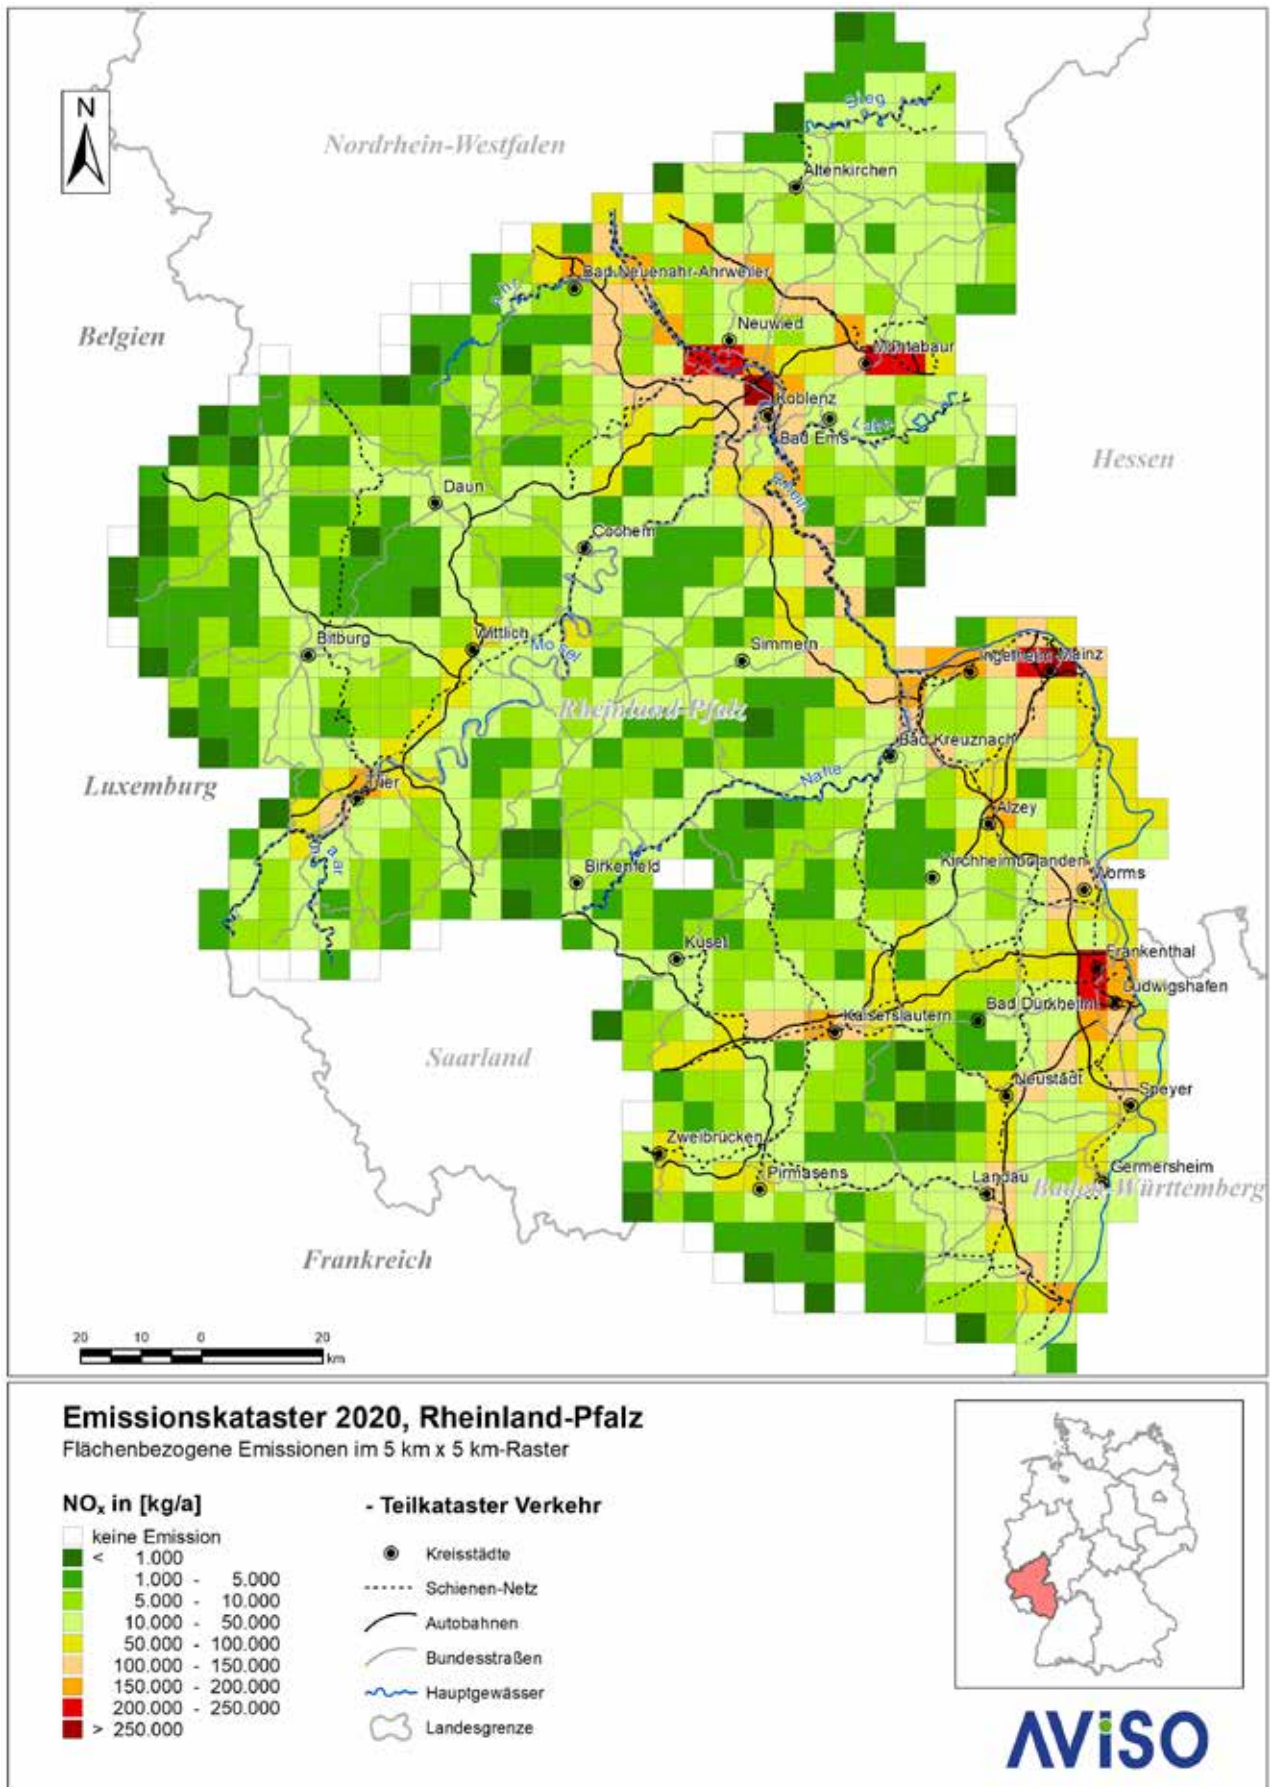 N
Nordrhein-Westfalen
Sieg
Altenkirchen
Ahr
Bad Neuenahr-Ahrweiler
Belgien
Neuwied
Montabaur
Koblenz
Lahn
Bad Ems
Hessen
Daun
Rhein
Cochem
Bitburg
Wittlich
Mosel
Simmern
Ingelheim
Mainz
Rheinland-Pfalz
Bad Kreuznach
Luxemburg
Trier
Nahe
Alzey
Saar
Birkenfeld
Kirchheimbolanden
Worms
Kusel
Frankenthal
Ludwigshafen
Kaiserslautern
Bad Dürkheim
Saarland
Neustadt
Speyer
Zweibrücken
Pirmasens
Landau
Germersheim
Baden-Württemberg
Frankreich
20 10 0 20
km
Emissionskataster 2020, Rheinland-Pfalz
Flächenbezogene Emissionen im 5 km x 5 km-Raster
NOx in [kg/a]
keine Emission
< 1.000
1.000 - 5.000
5.000 - 10.000
10.000 - 50.000
50.000 - 100.000
100.000 - 150.000
150.000 - 200.000
200.000 - 250.000
> 250.000
- Teilkataster Verkehr
Kreisstädte
Schienen-Netz
Autobahnen
Bundesstraßen
Hauptgewässer
Landesgrenze
AViSO